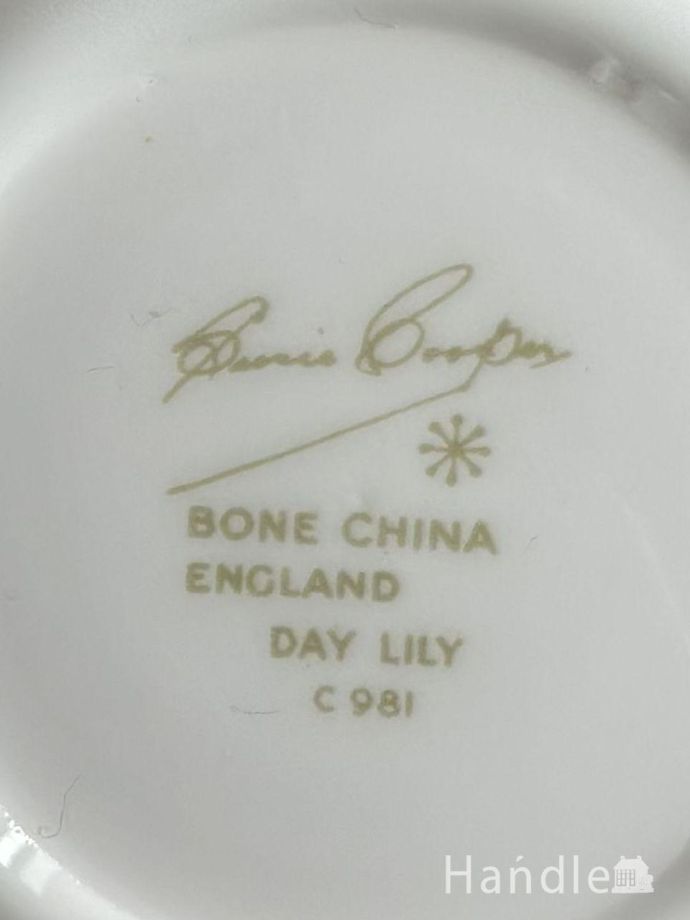 Susie Cooper
BONE CHINA
ENGLAND
DAY LILY
C 981
Handle